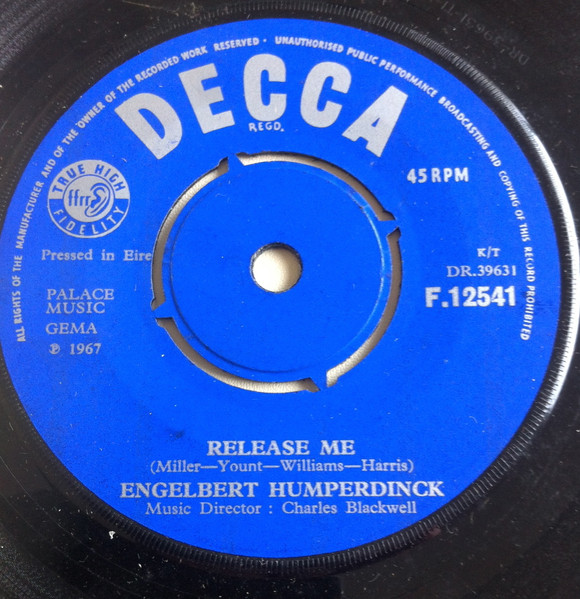 ALL RIGHTS OF THE MANUFACTURER AND OF THE OWNER OF THE RECORDED WORK RESERVED · UNAUTHORISED PUBLIC PERFORMANCE BROADCASTING AND COPYING OF THIS RECORD PROHIBITED
DECCA
REGD.
TRUE HIGH
ffrr
FIDELITY
45 RPM
Pressed in Eire
K/T
DR.39631
F.12541
PALACE
MUSIC
GEMA
℗ 1967
RELEASE ME
(Miller—Yount—Williams—Harris)
ENGELBERT HUMPERDINCK
Music Director : Charles Blackwell